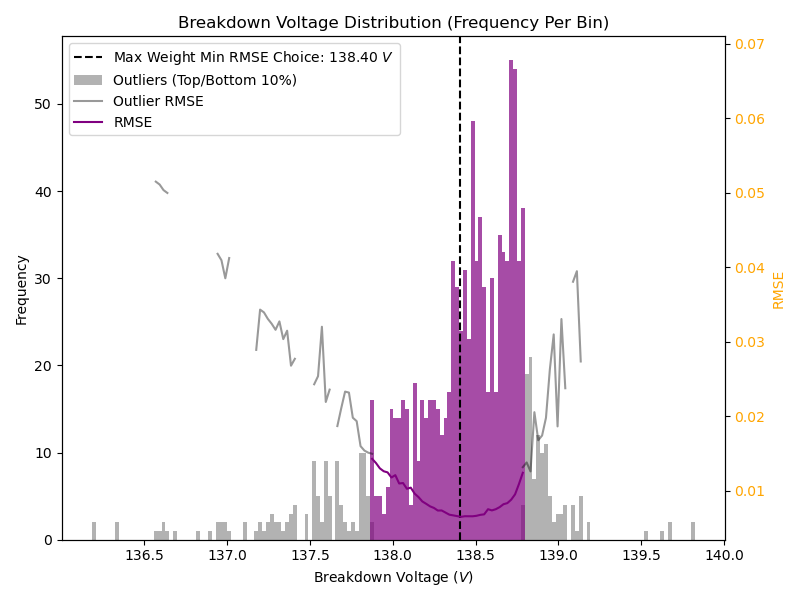 Breakdown Voltage Distribution (Frequency Per Bin)
Max Weight Min RMSE Choice: 138.40 V
Outliers (Top/Bottom 10%)
Outlier RMSE
RMSE
Frequency
50
40
30
20
10
0
0.07
0.06
0.05
0.04
0.03
0.02
0.01
RMSE
136.5 137.0 137.5 138.0 138.5 139.0 139.5 140.0
Breakdown Voltage (V)